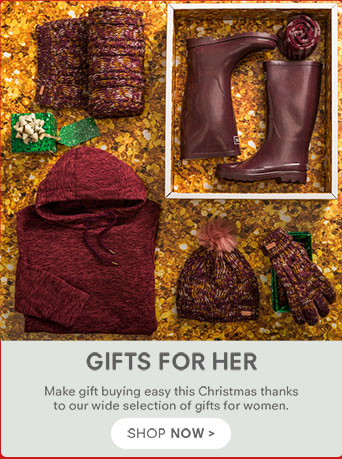 GIFTS FOR HER
Make gift buying easy this Christmas thanks
to our wide selection of gifts for women.
SHOP NOW >